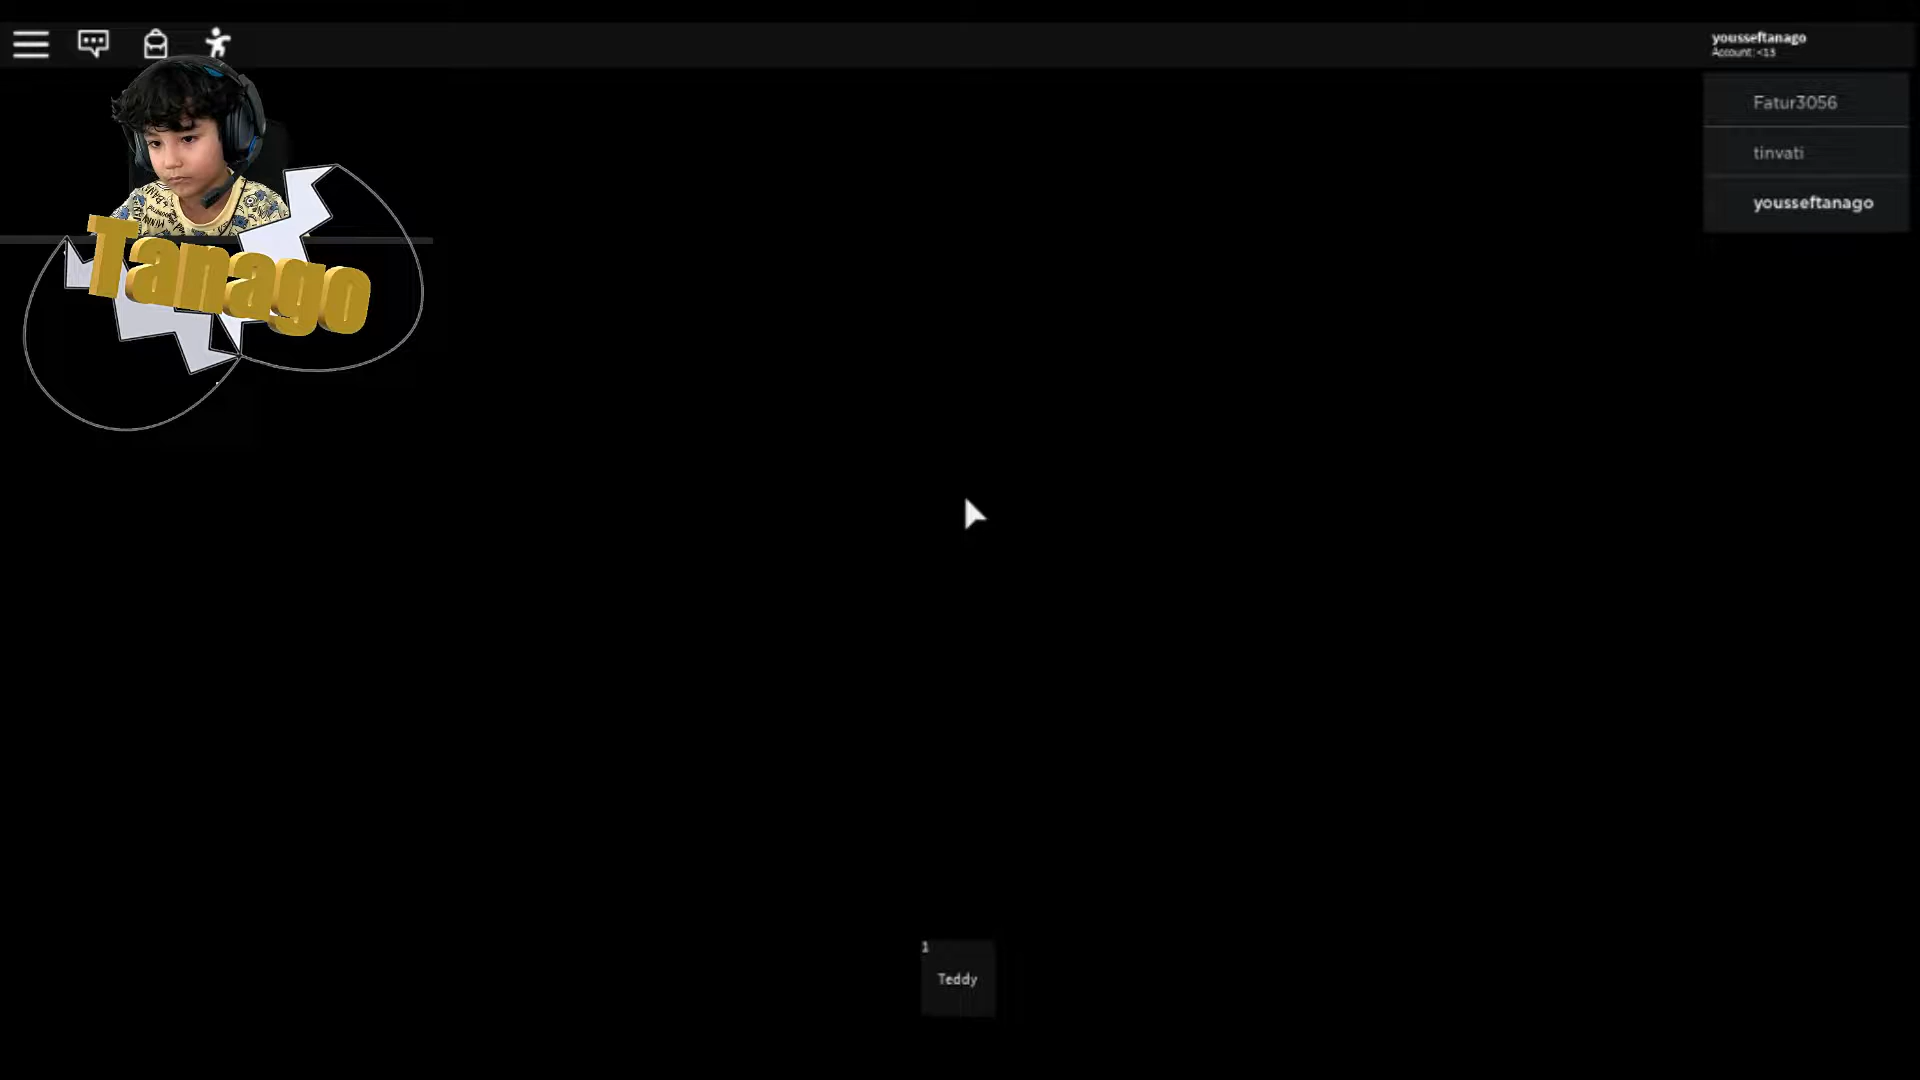 yousseftanago
Account: <13
Fatur3056
tinvati
yousseftanago
Tanago
1
Teddy